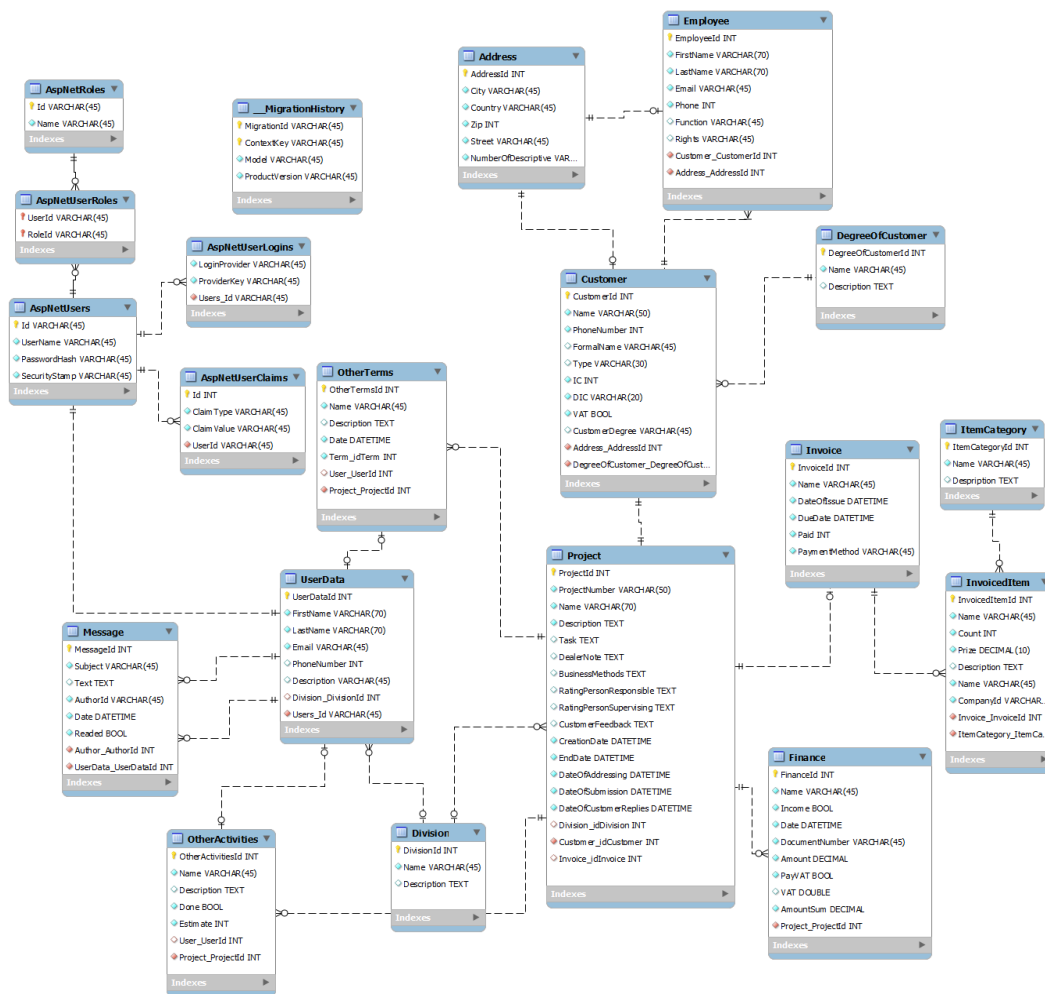 Employee
EmployeeId INT
FirstName VARCHAR(70)
LastName VARCHAR(70)
Email VARCHAR(45)
Phone INT
Function VARCHAR(45)
Rights VARCHAR(45)
Customer_CustomerId INT
Address_AddressId INT
Indexes
Address
AddressId INT
City VARCHAR(45)
Country VARCHAR(45)
Zip INT
Street VARCHAR(45)
NumberOfDescriptive VAR...
Indexes
AspNetRoles
Id VARCHAR(45)
Name VARCHAR(45)
Indexes
__MigrationHistory
MigrationId VARCHAR(45)
ContextKey VARCHAR(45)
Model VARCHAR(45)
ProductVersion VARCHAR(45)
Indexes
AspNetUserRoles
UserId VARCHAR(45)
RoleId VARCHAR(45)
Indexes
AspNetUserLogins
LoginProvider VARCHAR(45)
ProviderKey VARCHAR(45)
Users_Id VARCHAR(45)
Indexes
DegreeOfCustomer
DegreeOfCustomerId INT
Name VARCHAR(45)
Description TEXT
Indexes
Customer
CustomerId INT
Name VARCHAR(50)
PhoneNumber INT
FormalName VARCHAR(45)
Type VARCHAR(30)
IC INT
DIC VARCHAR(20)
VAT BOOL
CustomerDegree VARCHAR(45)
Address_AddressId INT
DegreeOfCustomer_DegreeOfCust...
Indexes
AspNetUsers
Id VARCHAR(45)
UserName VARCHAR(45)
PasswordHash VARCHAR(45)
SecurityStamp VARCHAR(45)
Indexes
AspNetUserClaims
Id INT
ClaimType VARCHAR(45)
ClaimValue VARCHAR(45)
UserId VARCHAR(45)
Indexes
OtherTerms
OtherTermsId INT
Name VARCHAR(45)
Description TEXT
Date DATETIME
Term_idTerm INT
User_UserId INT
Project_ProjectId INT
Indexes
Invoice
InvoiceId INT
Name VARCHAR(45)
DateOfIssue DATETIME
DueDate DATETIME
Paid INT
PaymentMethod VARCHAR(45)
Indexes
ItemCategory
ItemCategoryId INT
Name VARCHAR(45)
Despription TEXT
Indexes
Project
ProjectId INT
ProjectNumber VARCHAR(50)
Name VARCHAR(70)
Description TEXT
Task TEXT
DealerNote TEXT
BusinessMethods TEXT
RatingPersonResponsible TEXT
RatingPersonSupervising TEXT
CustomerFeedback TEXT
CreationDate DATETIME
EndDate DATETIME
DateOfAddressing DATETIME
DateOfSubmission DATETIME
DateOfCustomerReplies DATETIME
Division_idDivision INT
Customer_idCustomer INT
Invoice_idInvoice INT
Indexes
UserData
UserDataId INT
FirstName VARCHAR(70)
LastName VARCHAR(70)
Email VARCHAR(45)
PhoneNumber INT
Description VARCHAR(45)
Division_DivisionId INT
Users_Id VARCHAR(45)
Indexes
InvoicedItem
InvoicedItemId INT
Name VARCHAR(45)
Count INT
Prize DECIMAL(10)
Description TEXT
Name VARCHAR(45)
CompanyId VARCHAR...
Invoice_InvoiceId INT
ItemCategory_ItemCa...
Indexes
Message
MessageId INT
Subject VARCHAR(45)
Text TEXT
AuthorId VARCHAR(45)
Date DATETIME
Readed BOOL
Author_AuthorId INT
UserData_UserDataId INT
Indexes
Finance
FinanceId INT
Name VARCHAR(45)
Income BOOL
Date DATETIME
DocumentNumber VARCHAR(45)
Amount DECIMAL
PayVAT BOOL
VAT DOUBLE
AmountSum DECIMAL
Project_ProjectId INT
Indexes
Division
DivisionId INT
Name VARCHAR(45)
Description TEXT
Indexes
OtherActivities
OtherActivitiesId INT
Name VARCHAR(45)
Description TEXT
Done BOOL
Estimate INT
User_UserId INT
Project_ProjectId INT
Indexes